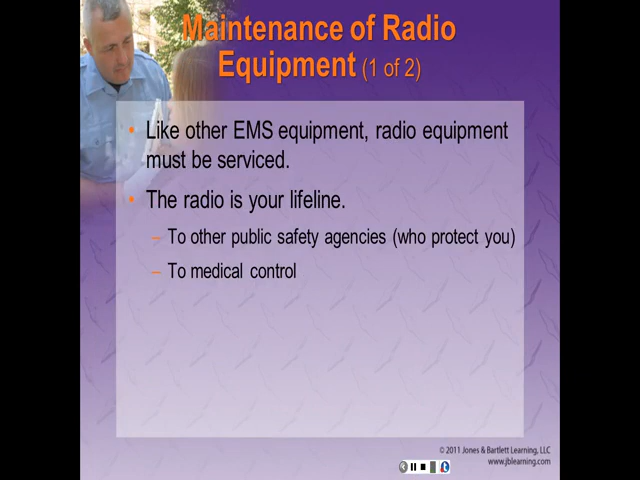 Maintenance of Radio
Equipment (1 of 2)
• Like other EMS equipment, radio equipment
must be serviced.
• The radio is your lifeline.
– To other public safety agencies (who protect you)
– To medical control
© 2011 Jones & Bartlett Learning, LLC
www.jblearning.com